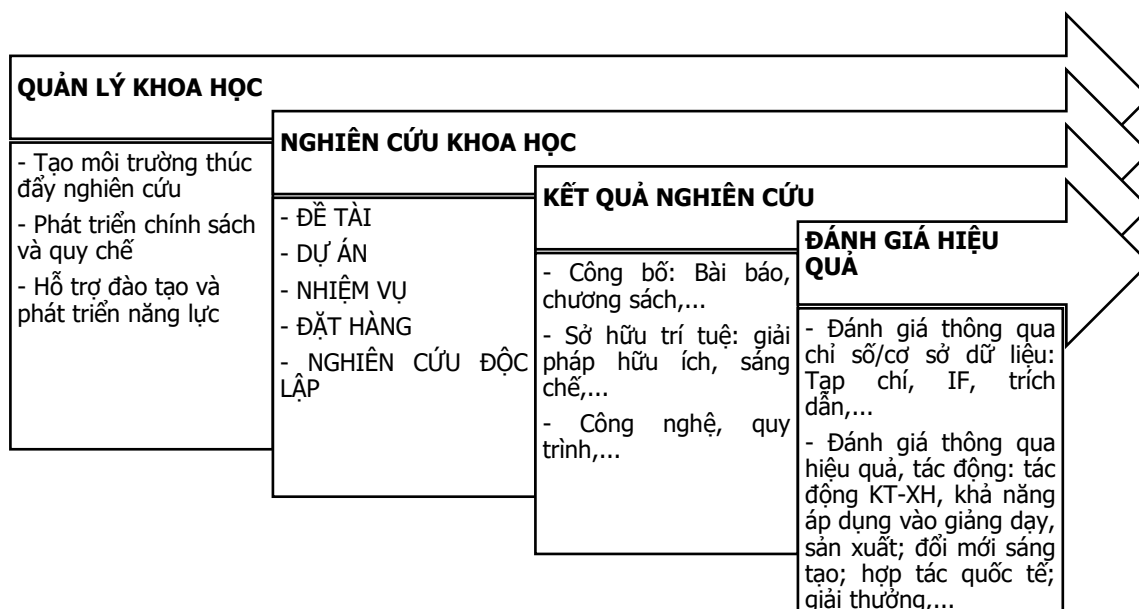 QUẢN LÝ KHOA HỌC
- Tạo môi trường thúc
đẩy nghiên cứu
- Phát triển chính sách
và quy chế
- Hỗ trợ đào tạo và
phát triển năng lực
NGHIÊN CỨU KHOA HỌC
- ĐỀ TÀI
- DỰ ÁN
- NHIỆM VỤ
- ĐẶT HÀNG
- NGHIÊN CỨU ĐỘC
LẬP
KẾT QUẢ NGHIÊN CỨU
- Công bố: Bài báo,
chương sách,...
- Sở hữu trí tuệ: giải
pháp hữu ích, sáng
chế,...
- Công nghệ, quy
trình,...
ĐÁNH GIÁ HIỆU
QUẢ
- Đánh giá thông qua
chỉ số/cơ sở dữ liệu:
Tạp chí, IF, trích
dẫn,...
- Đánh giá thông qua
hiệu quả, tác động: tác
động KT-XH, khả năng
áp dụng vào giảng dạy,
sản xuất; đổi mới sáng
tạo; hợp tác quốc tế;
giải thưởng,...